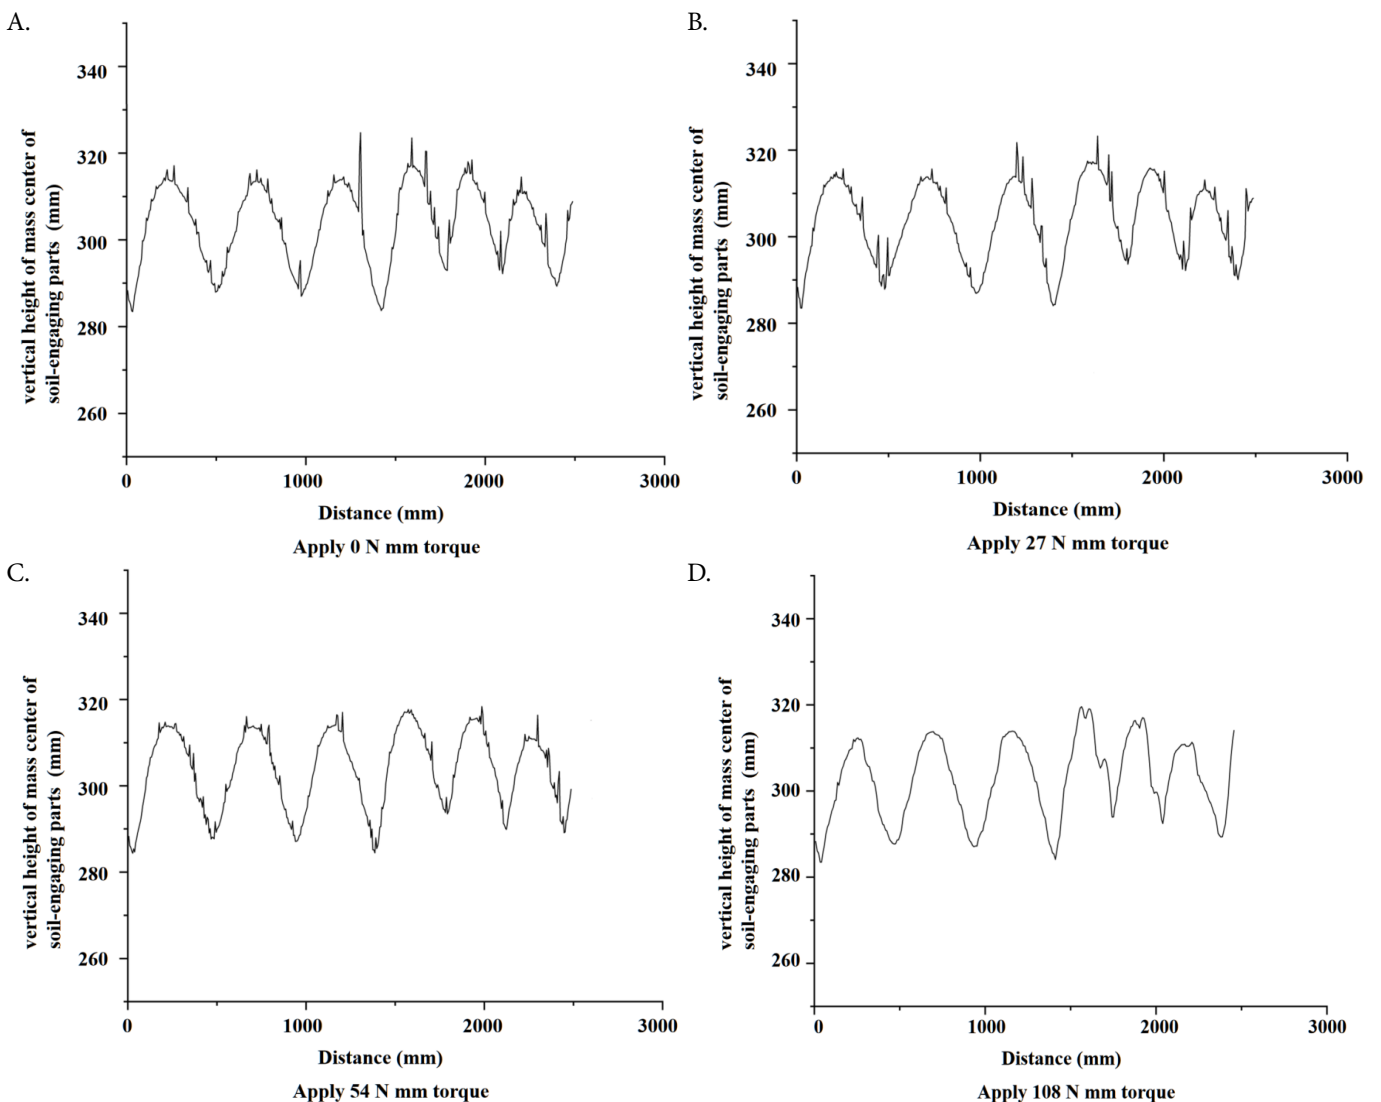 A.
340
320
300
280
260
vertical height of mass center of
soil-engaging parts (mm)
0
1000
2000
3000
Distance (mm)
Apply 0 N mm torque
B.
340
320
300
280
260
vertical height of mass center of
soil-engaging parts (mm)
0
1000
2000
3000
Distance (mm)
Apply 27 N mm torque
C.
340
320
300
280
260
vertical height of mass center of
soil-engaging parts (mm)
0
1000
2000
3000
Distance (mm)
Apply 54 N mm torque
D.
340
320
300
280
260
vertical height of mass center of
soil-engaging parts (mm)
0
1000
2000
3000
Distance (mm)
Apply 108 N mm torque